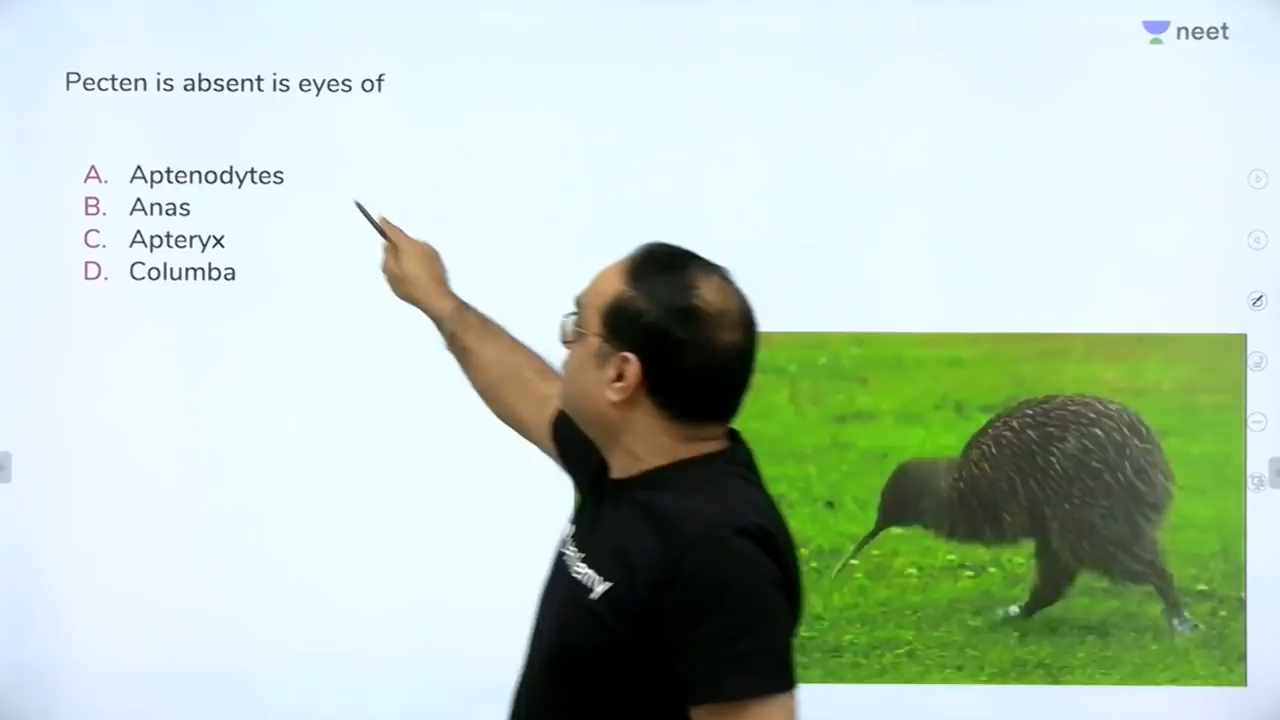 neet
Pecten is absent is eyes of
A. Aptenodytes
B. Anas
C. Apteryx
D. Columba